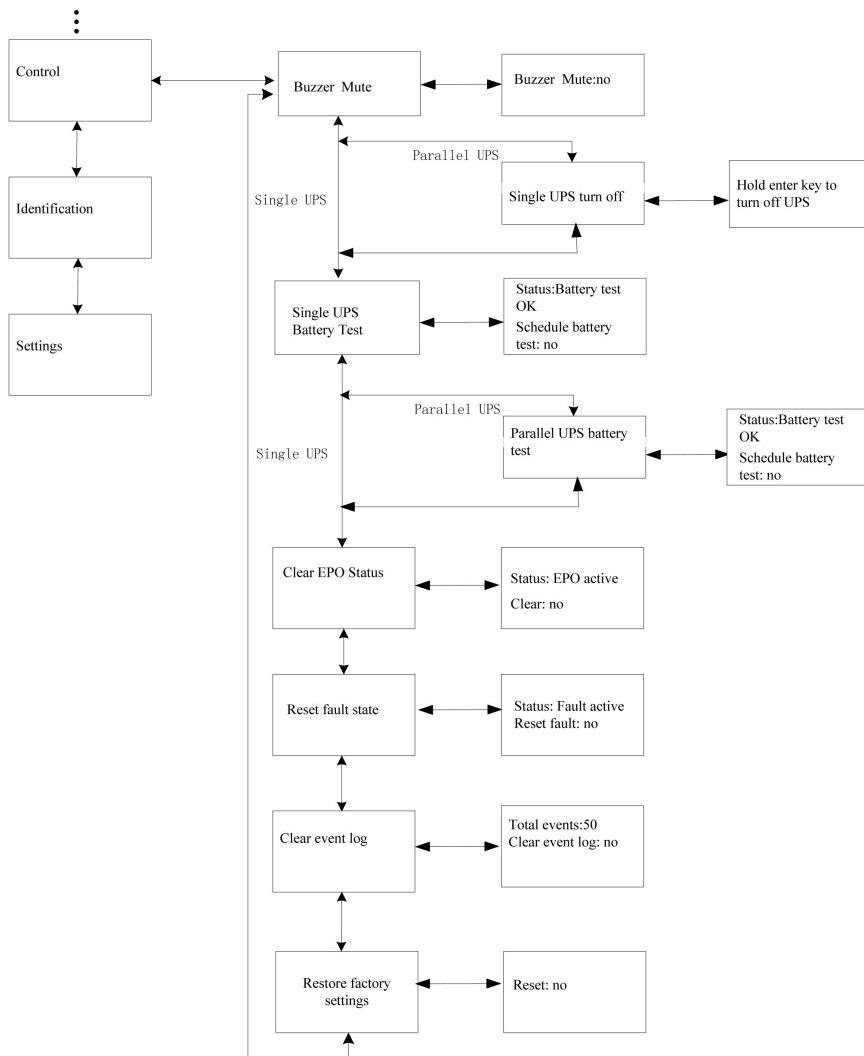 Control
Buzzer Mute
Buzzer Mute:no
Parallel UPS
Single UPS
Identification
Single UPS turn off
Hold enter key to
turn off UPS
Settings
Single UPS
Battery Test
Status:Battery test
OK
Schedule battery
test: no
Parallel UPS
Single UPS
Parallel UPS battery
test
Status:Battery test
OK
Schedule battery
test: no
Clear EPO Status
Status: EPO active
Clear: no
Reset fault state
Status: Fault active
Reset fault: no
Clear event log
Total events:50
Clear event log: no
Restore factory
settings
Reset: no